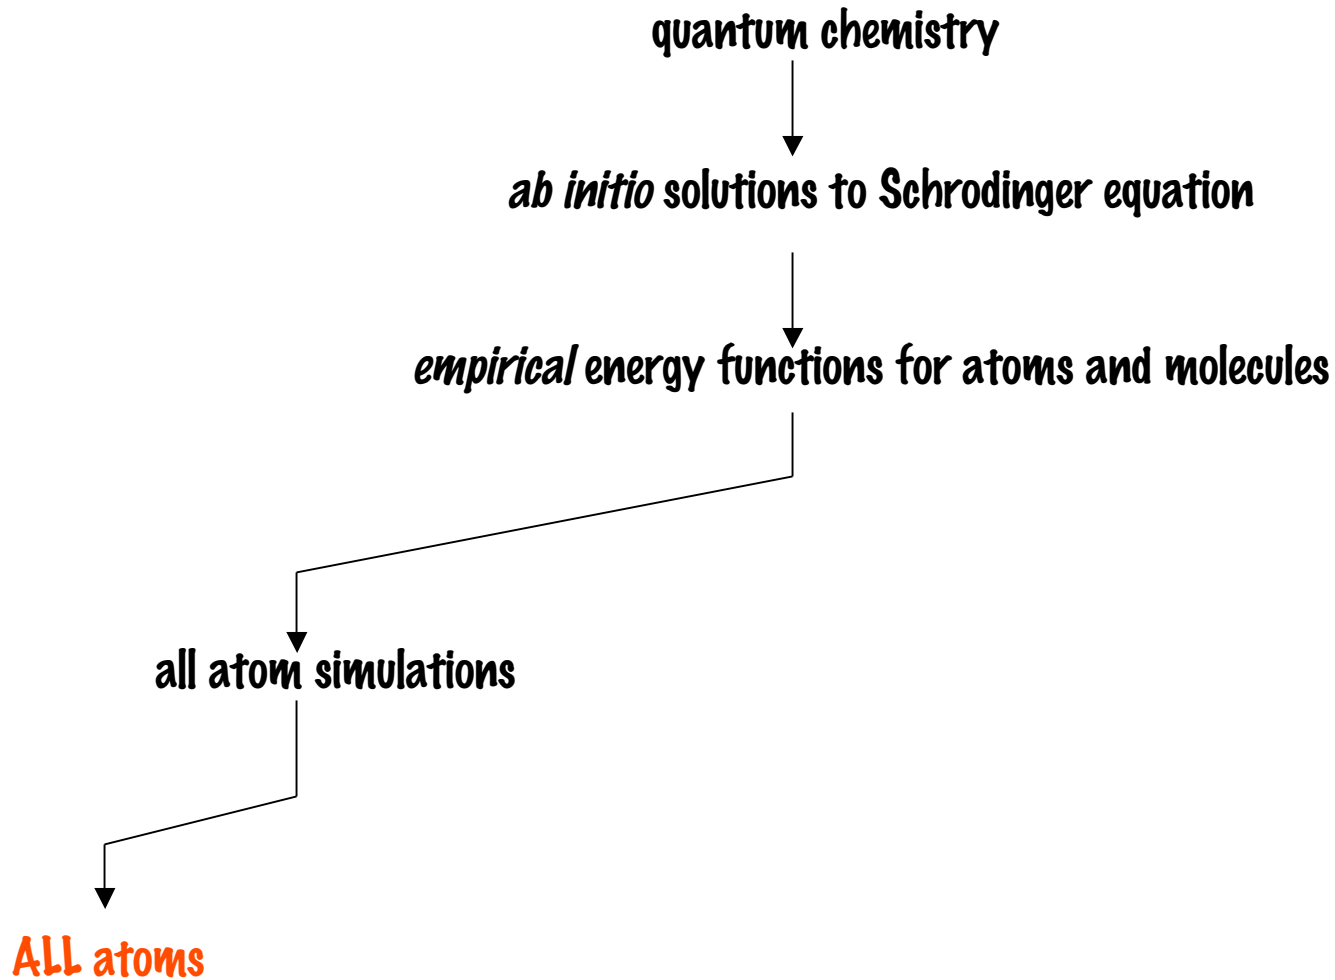 quantum chemistry
ab initio solutions to Schrodinger equation
empirical energy functions for atoms and molecules
all atom simulations
ALL atoms